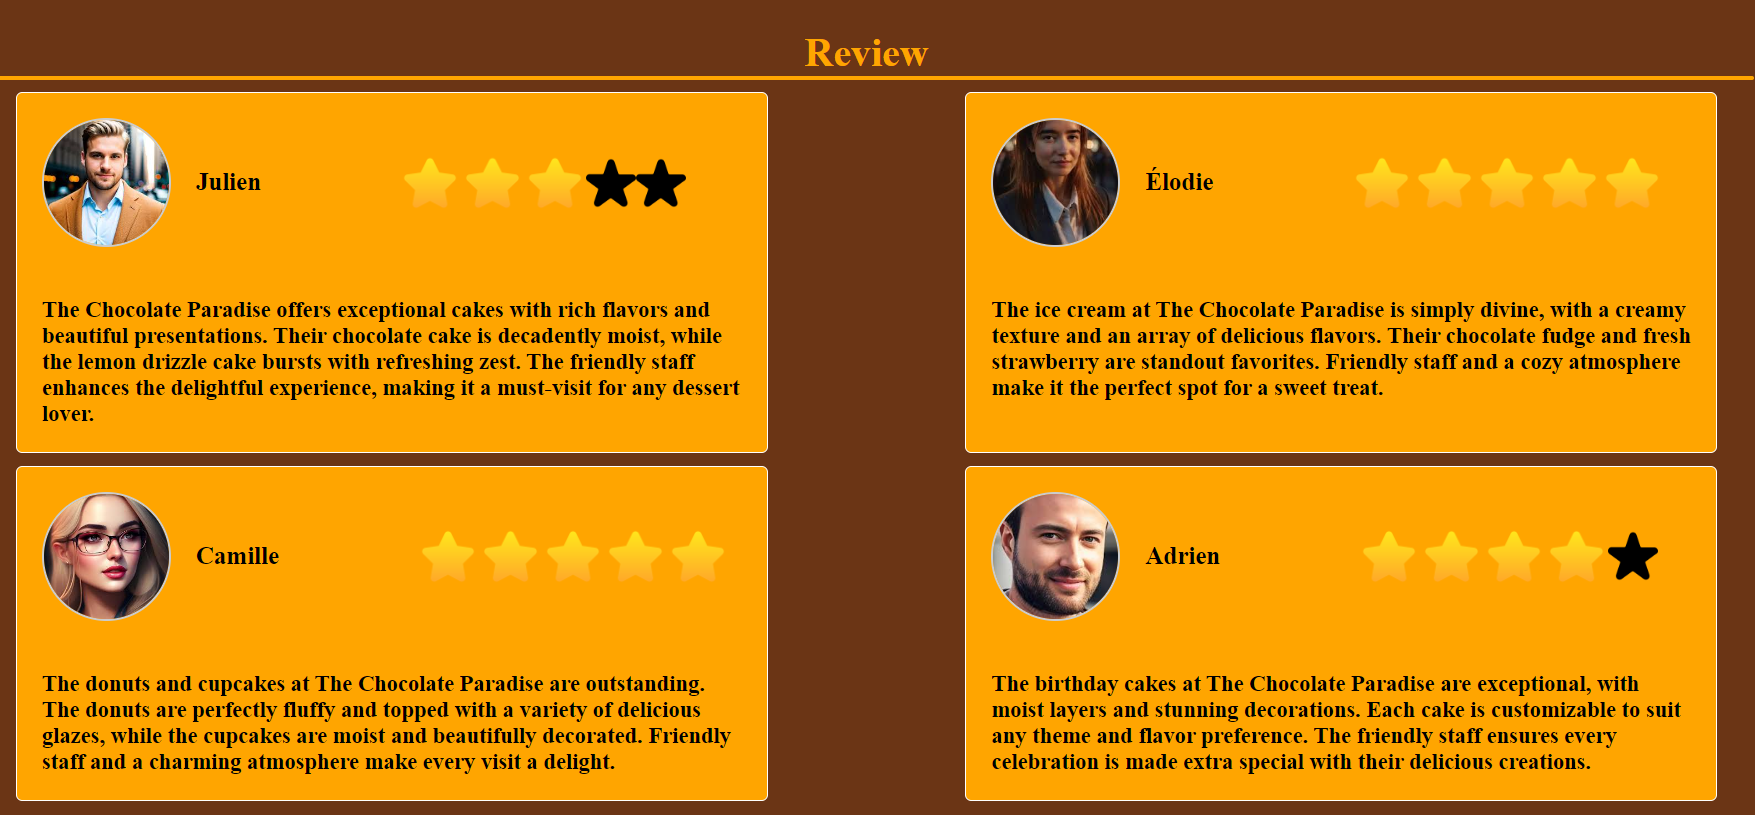 Review
Julien
The Chocolate Paradise offers exceptional cakes with rich flavors and
beautiful presentations. Their chocolate cake is decadently moist, while
the lemon drizzle cake bursts with refreshing zest. The friendly staff
enhances the delightful experience, making it a must-visit for any dessert
lover.
Élodie
The ice cream at The Chocolate Paradise is simply divine, with a creamy
texture and an array of delicious flavors. Their chocolate fudge and fresh
strawberry are standout favorites. Friendly staff and a cozy atmosphere
make it the perfect spot for a sweet treat.
Camille
The donuts and cupcakes at The Chocolate Paradise are outstanding.
The donuts are perfectly fluffy and topped with a variety of delicious
glazes, while the cupcakes are moist and beautifully decorated. Friendly
staff and a charming atmosphere make every visit a delight.
Adrien
The birthday cakes at The Chocolate Paradise are exceptional, with
moist layers and stunning decorations. Each cake is customizable to suit
any theme and flavor preference. The friendly staff ensures every
celebration is made extra special with their delicious creations.